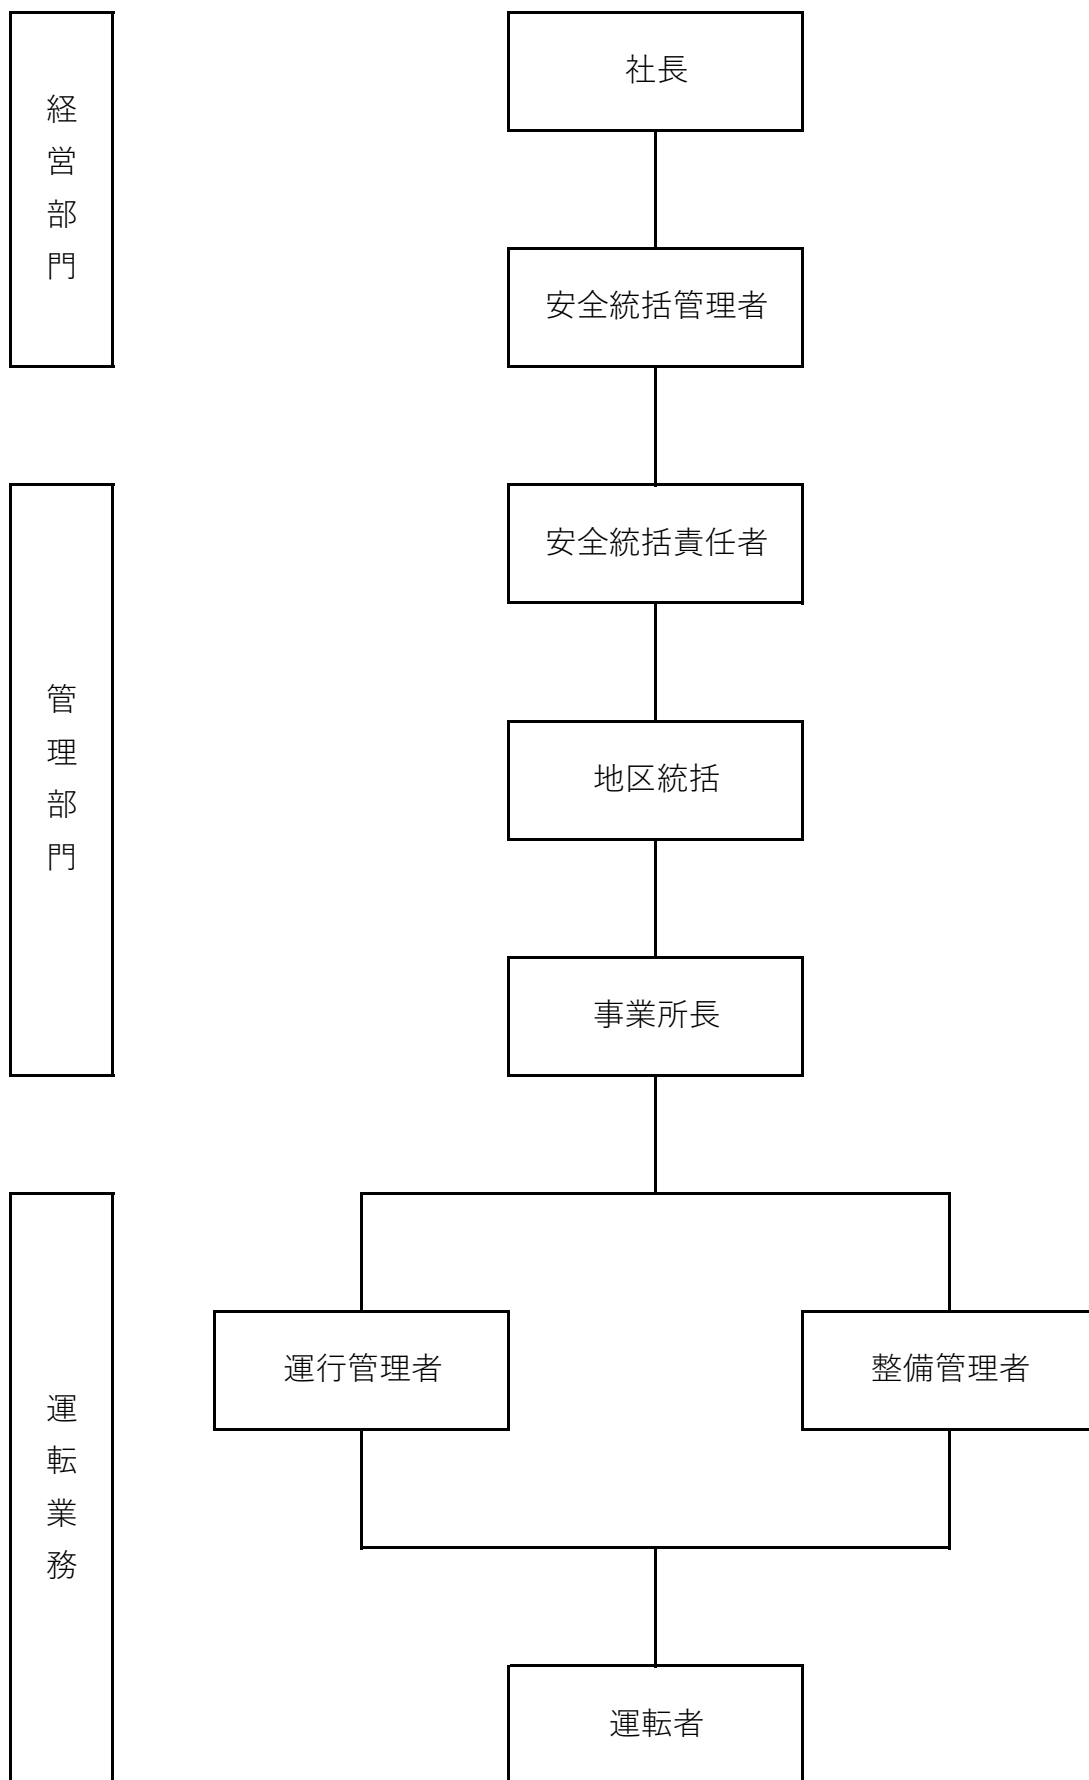 経営部門
社長
安全統括管理者
管理部門
安全統括責任者
地区統括
事業所長
運転業務
運行管理者
整備管理者
運転者